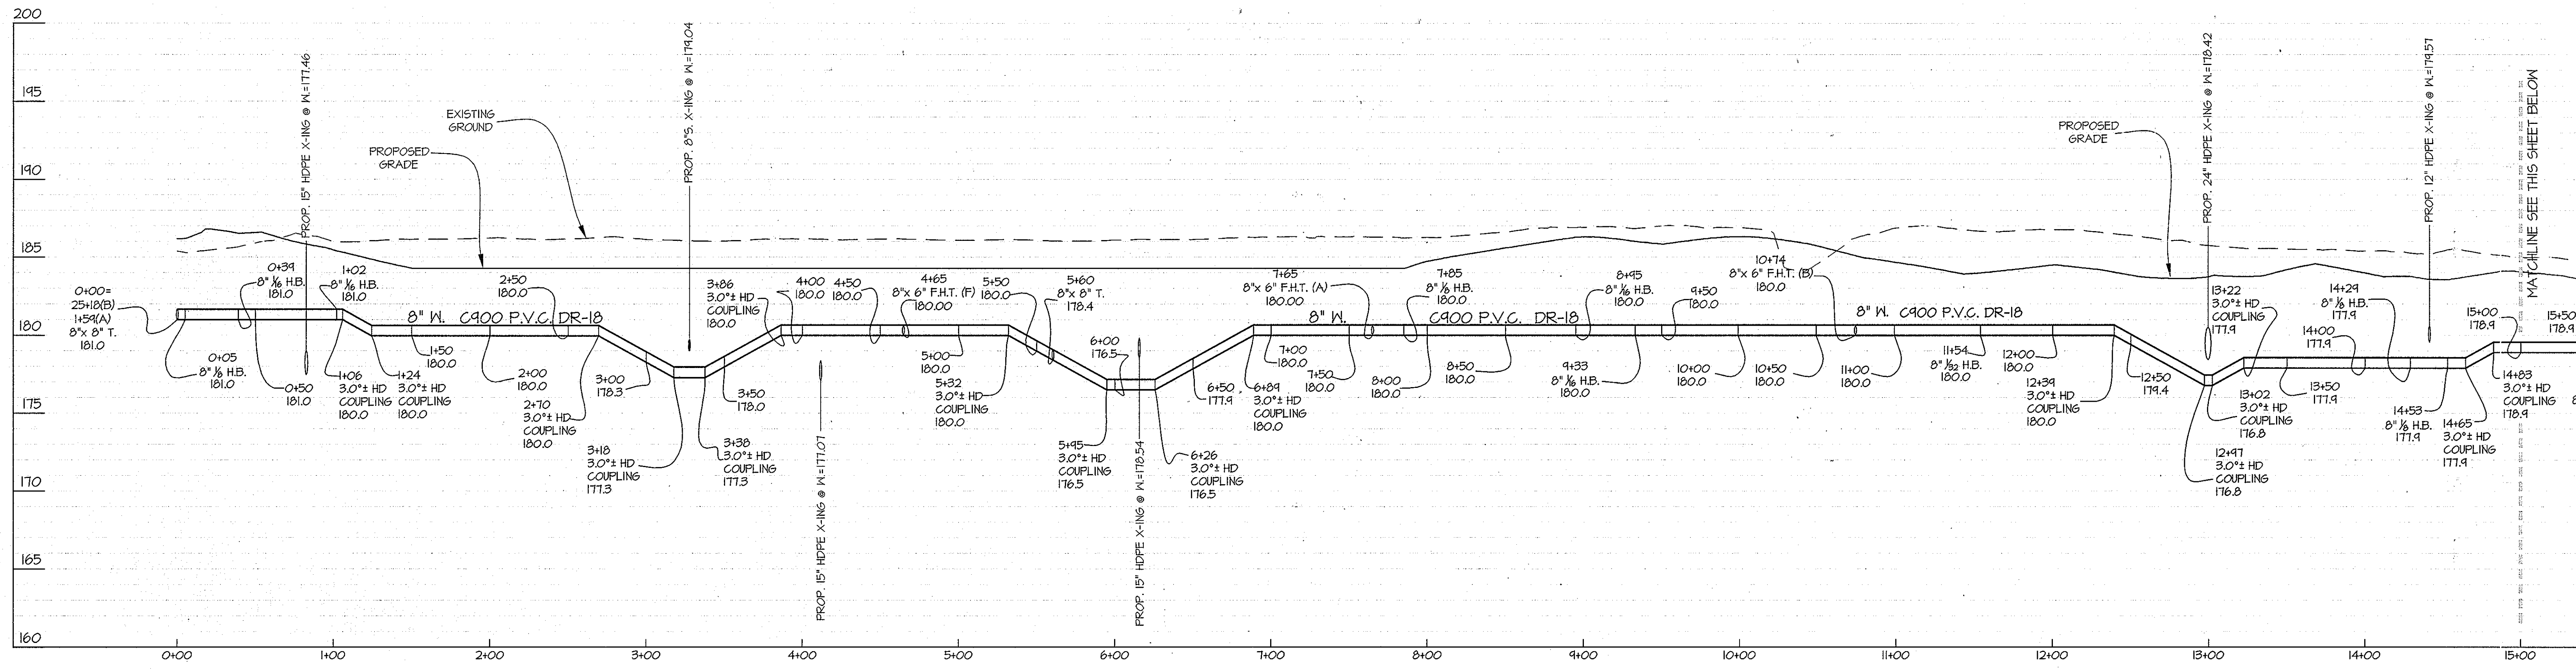 200
195
190
185
180
175
170
165
160
PROP. 15" HDPE X-ING @ W.=177.46
PROP. 8"S. X-ING @ W.=179.04
EXISTING
GROUND
PROPOSED
GRADE
PROPOSED
GRADE
PROP. 24" HDPE X-ING @ W.=178.42
PROP. 12" HDPE X-ING @ W.=179.57
MATCHLINE SEE THIS SHEET BELOW
0+00=
25+18(B)
1+59(A)
8"x 8" T.
181.0
0+05
8" ⅛ H.B.
181.0
0+39
8" 1/16 H.B.
181.0
0+50
181.0
1+02
8" 1/16 H.B.
181.0
1+06
3.0°± HD
COUPLING
180.0
1+24
3.0°± HD
COUPLING
180.0
8" W. C900 P.V.C. DR-18
1+50
180.0
2+00
180.0
2+50
180.0
2+70
3.0°± HD
COUPLING
180.0
3+00
178.3
3+18
3.0°± HD
COUPLING
177.3
3+38
3.0°± HD
COUPLING
177.3
3+50
178.0
3+86
3.0°± HD
COUPLING
180.0
4+00
180.0
PROP. 15" HDPE X-ING @ W.=177.07
4+50
180.0
4+65
8"x 6" F.H.T. (F)
180.00
5+00
180.0
5+32
3.0°± HD
COUPLING
180.0
5+50
180.0
5+60
8"x 8" T.
178.4
5+95
3.0°± HD
COUPLING
176.5
6+00
176.5
PROP. 15" HDPE X-ING @ W.=178.54
6+26
3.0°± HD
COUPLING
176.5
6+50
177.9
6+89
3.0°± HD
COUPLING
180.0
7+00
180.0
7+50
180.0
7+65
8"x 6" F.H.T. (A)
180.00
8" W. C900 P.V.C. DR-18
7+85
8" ⅛ H.B.
180.0
8+00
180.0
8+50
180.0
8+95
8" 1/16 H.B.
180.0
9+33
8" 1/16 H.B.
180.0
9+50
180.0
10+00
180.0
10+50
180.0
10+74
8"x 6" F.H.T. (B)
180.0
8" W. C900 P.V.C. DR-18
11+00
180.0
11+54
8" 1/32 H.B.
180.0
12+00
180.0
12+39
3.0°± HD
COUPLING
180.0
12+50
179.4
12+97
3.0°± HD
COUPLING
176.8
13+02
3.0°± HD
COUPLING
176.8
13+22
3.0°± HD
COUPLING
177.9
13+50
177.9
14+00
177.9
14+29
8" ⅛ H.B.
177.9
14+53
8" ⅛ H.B.
177.9
14+65
3.0°± HD
COUPLING
177.9
14+83
3.0°± HD
COUPLING
178.9
15+00
178.9
15+50
178.9
0+00 1+00 2+00 3+00 4+00 5+00 6+00 7+00 8+00 9+00 10+00 11+00 12+00 13+00 14+00 15+00